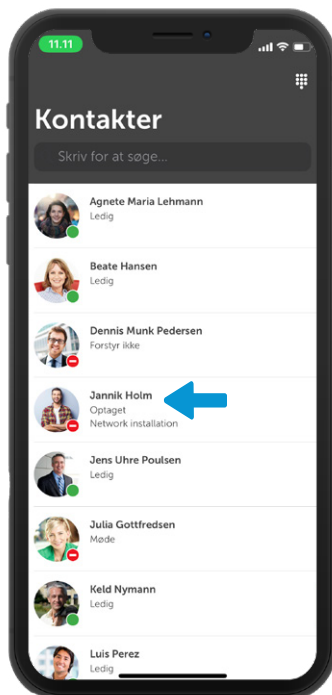 11.11
Kontakter
Skriv for at søge...
Agnete Maria Lehmann
Ledig
Beate Hansen
Ledig
Dennis Munk Pedersen
Forstyr ikke
Jannik Holm
Optaget
Network installation
Jens Uhre Poulsen
Ledig
Julia Gottfredsen
Møde
Keld Nymann
Ledig
Luis Perez
Ledig